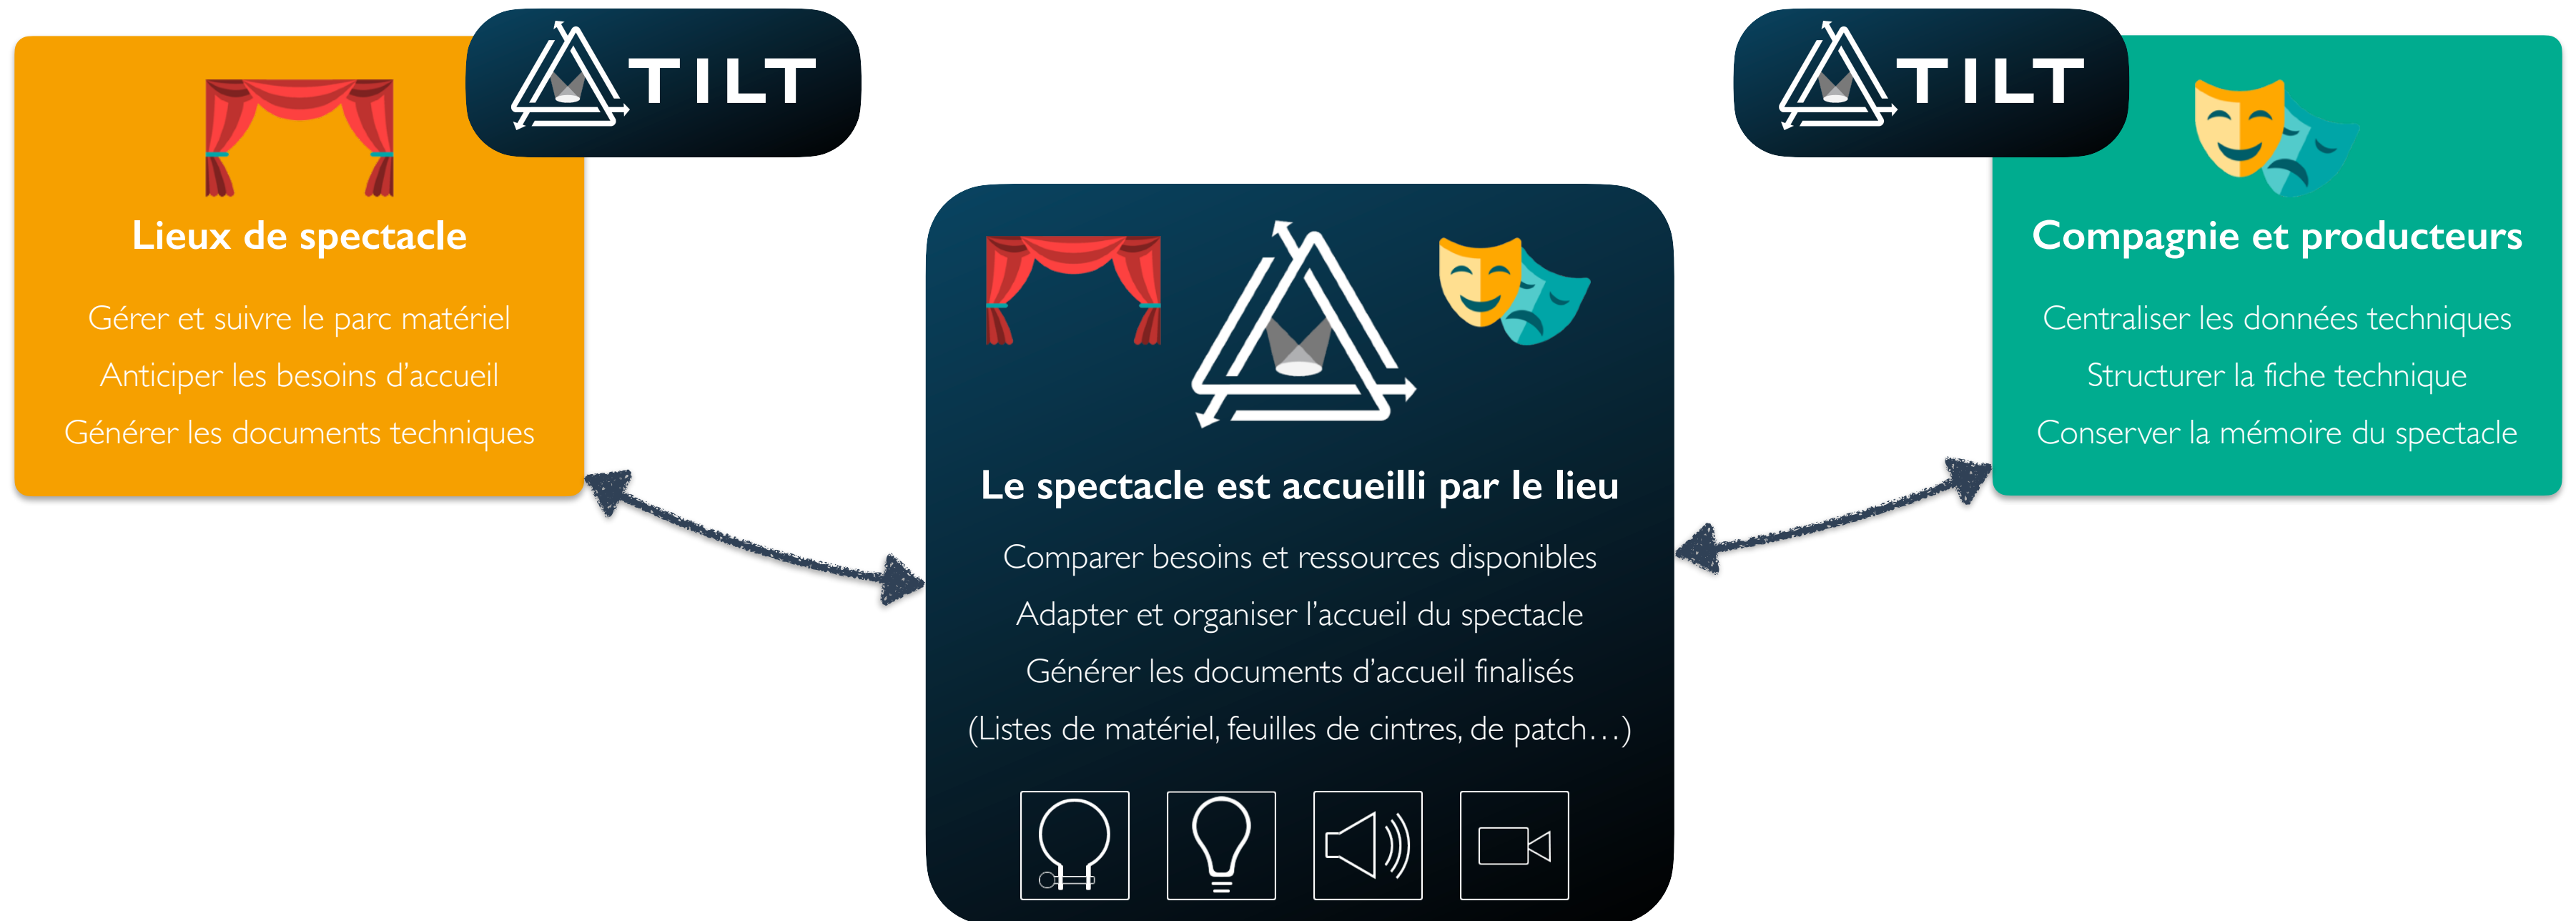 TILT
Lieux de spectacle
Gérer et suivre le parc matériel
Anticiper les besoins d’accueil
Générer les documents techniques
TILT
Compagnie et producteurs
Centraliser les données techniques
Structurer la fiche technique
Conserver la mémoire du spectacle
Le spectacle est accueilli par le lieu
Comparer besoins et ressources disponibles
Adapter et organiser l’accueil du spectacle
Générer les documents d’accueil finalisés
(Listes de matériel, feuilles de cintres, de patch…)